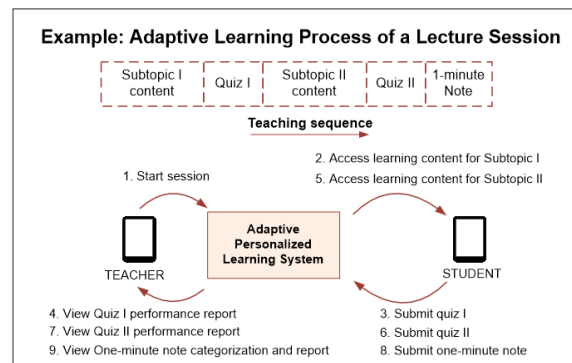 Example: Adaptive Learning Process of a Lecture Session
Subtopic I
content
Quiz I
Subtopic II
content
Quiz II
1-minute
Note
Teaching sequence
2. Access learning content for Subtopic I
5. Access learning content for Subtopic II
1. Start session
Adaptive
Personalized
Learning System
TEACHER
STUDENT
4. View Quiz I performance report
7. View Quiz II performance report
9. View One-minute note categorization and report
3. Submit quiz I
6. Submit quiz II
8. Submit one-minute note